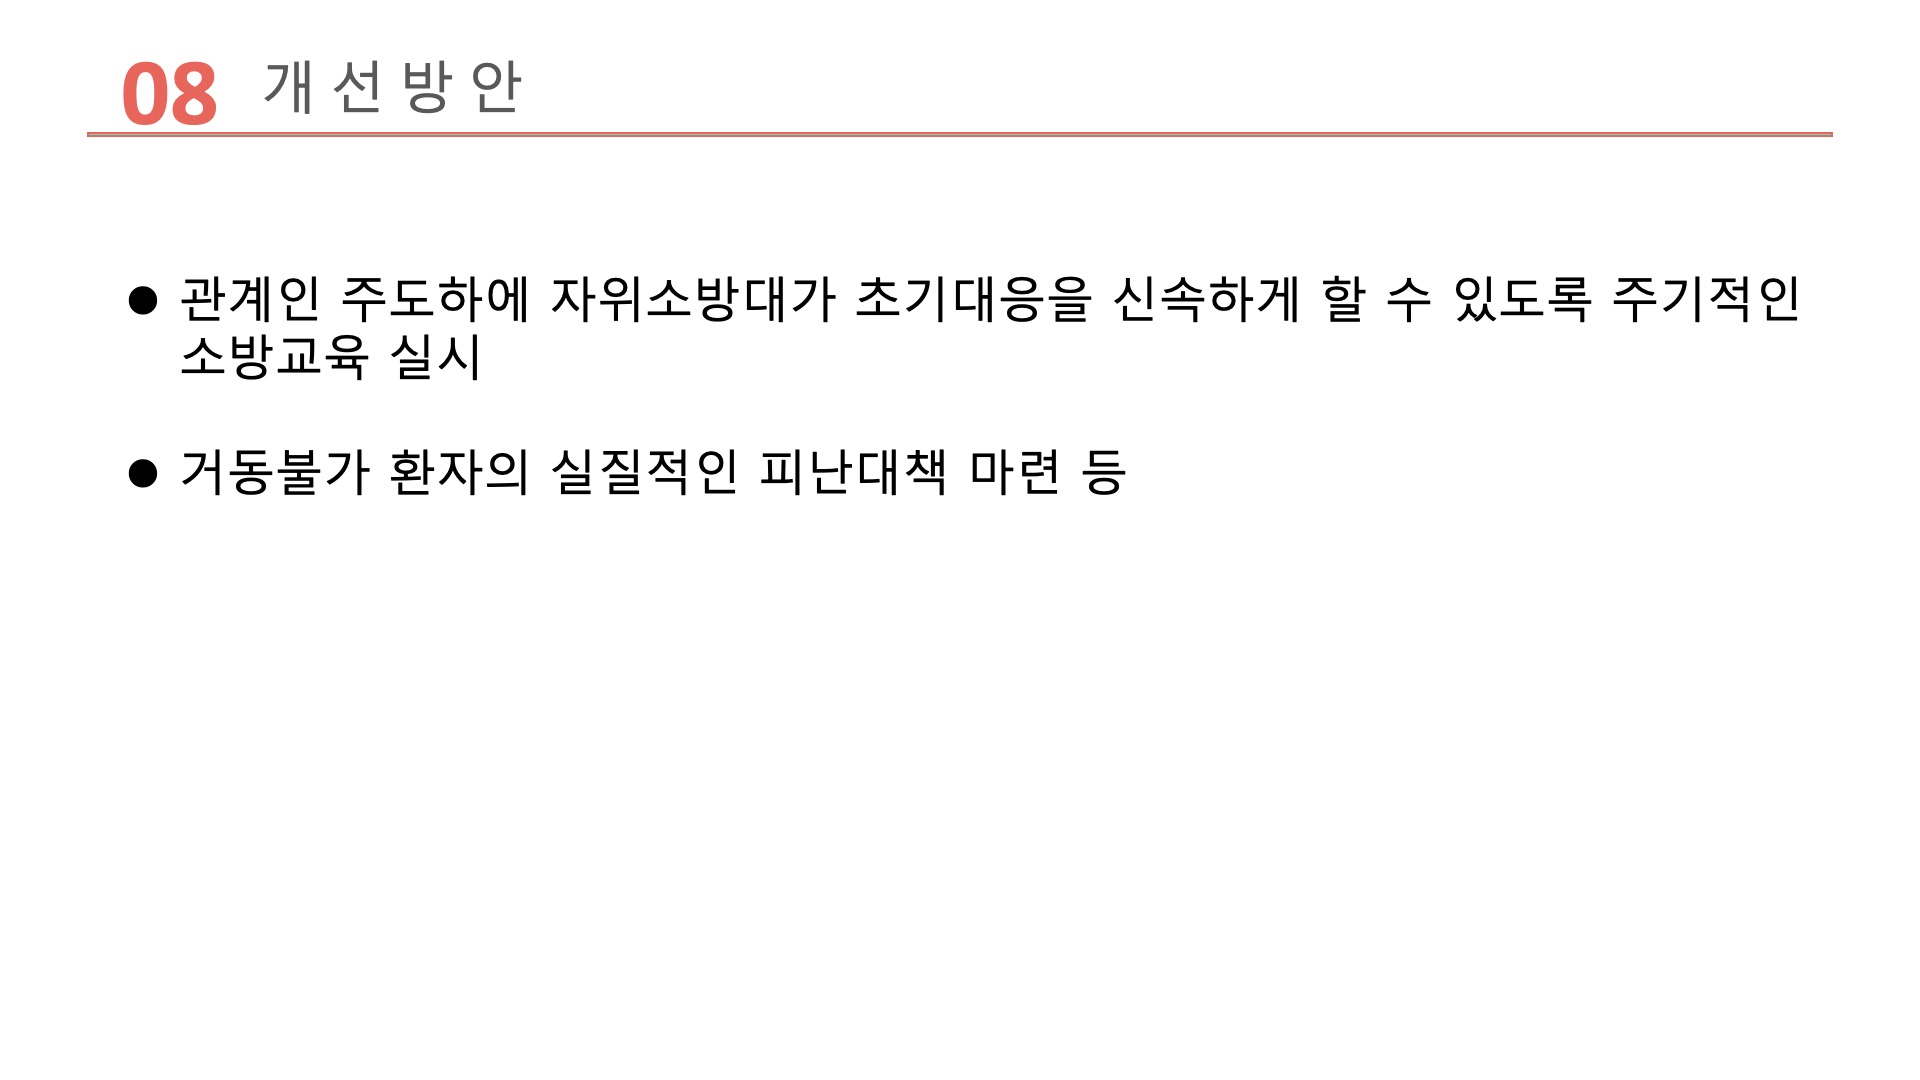 08 개선방안
● 관계인 주도하에 자위소방대가 초기대응을 신속하게 할 수 있도록 주기적인
소방교육 실시
● 거동불가 환자의 실질적인 피난대책 마련 등